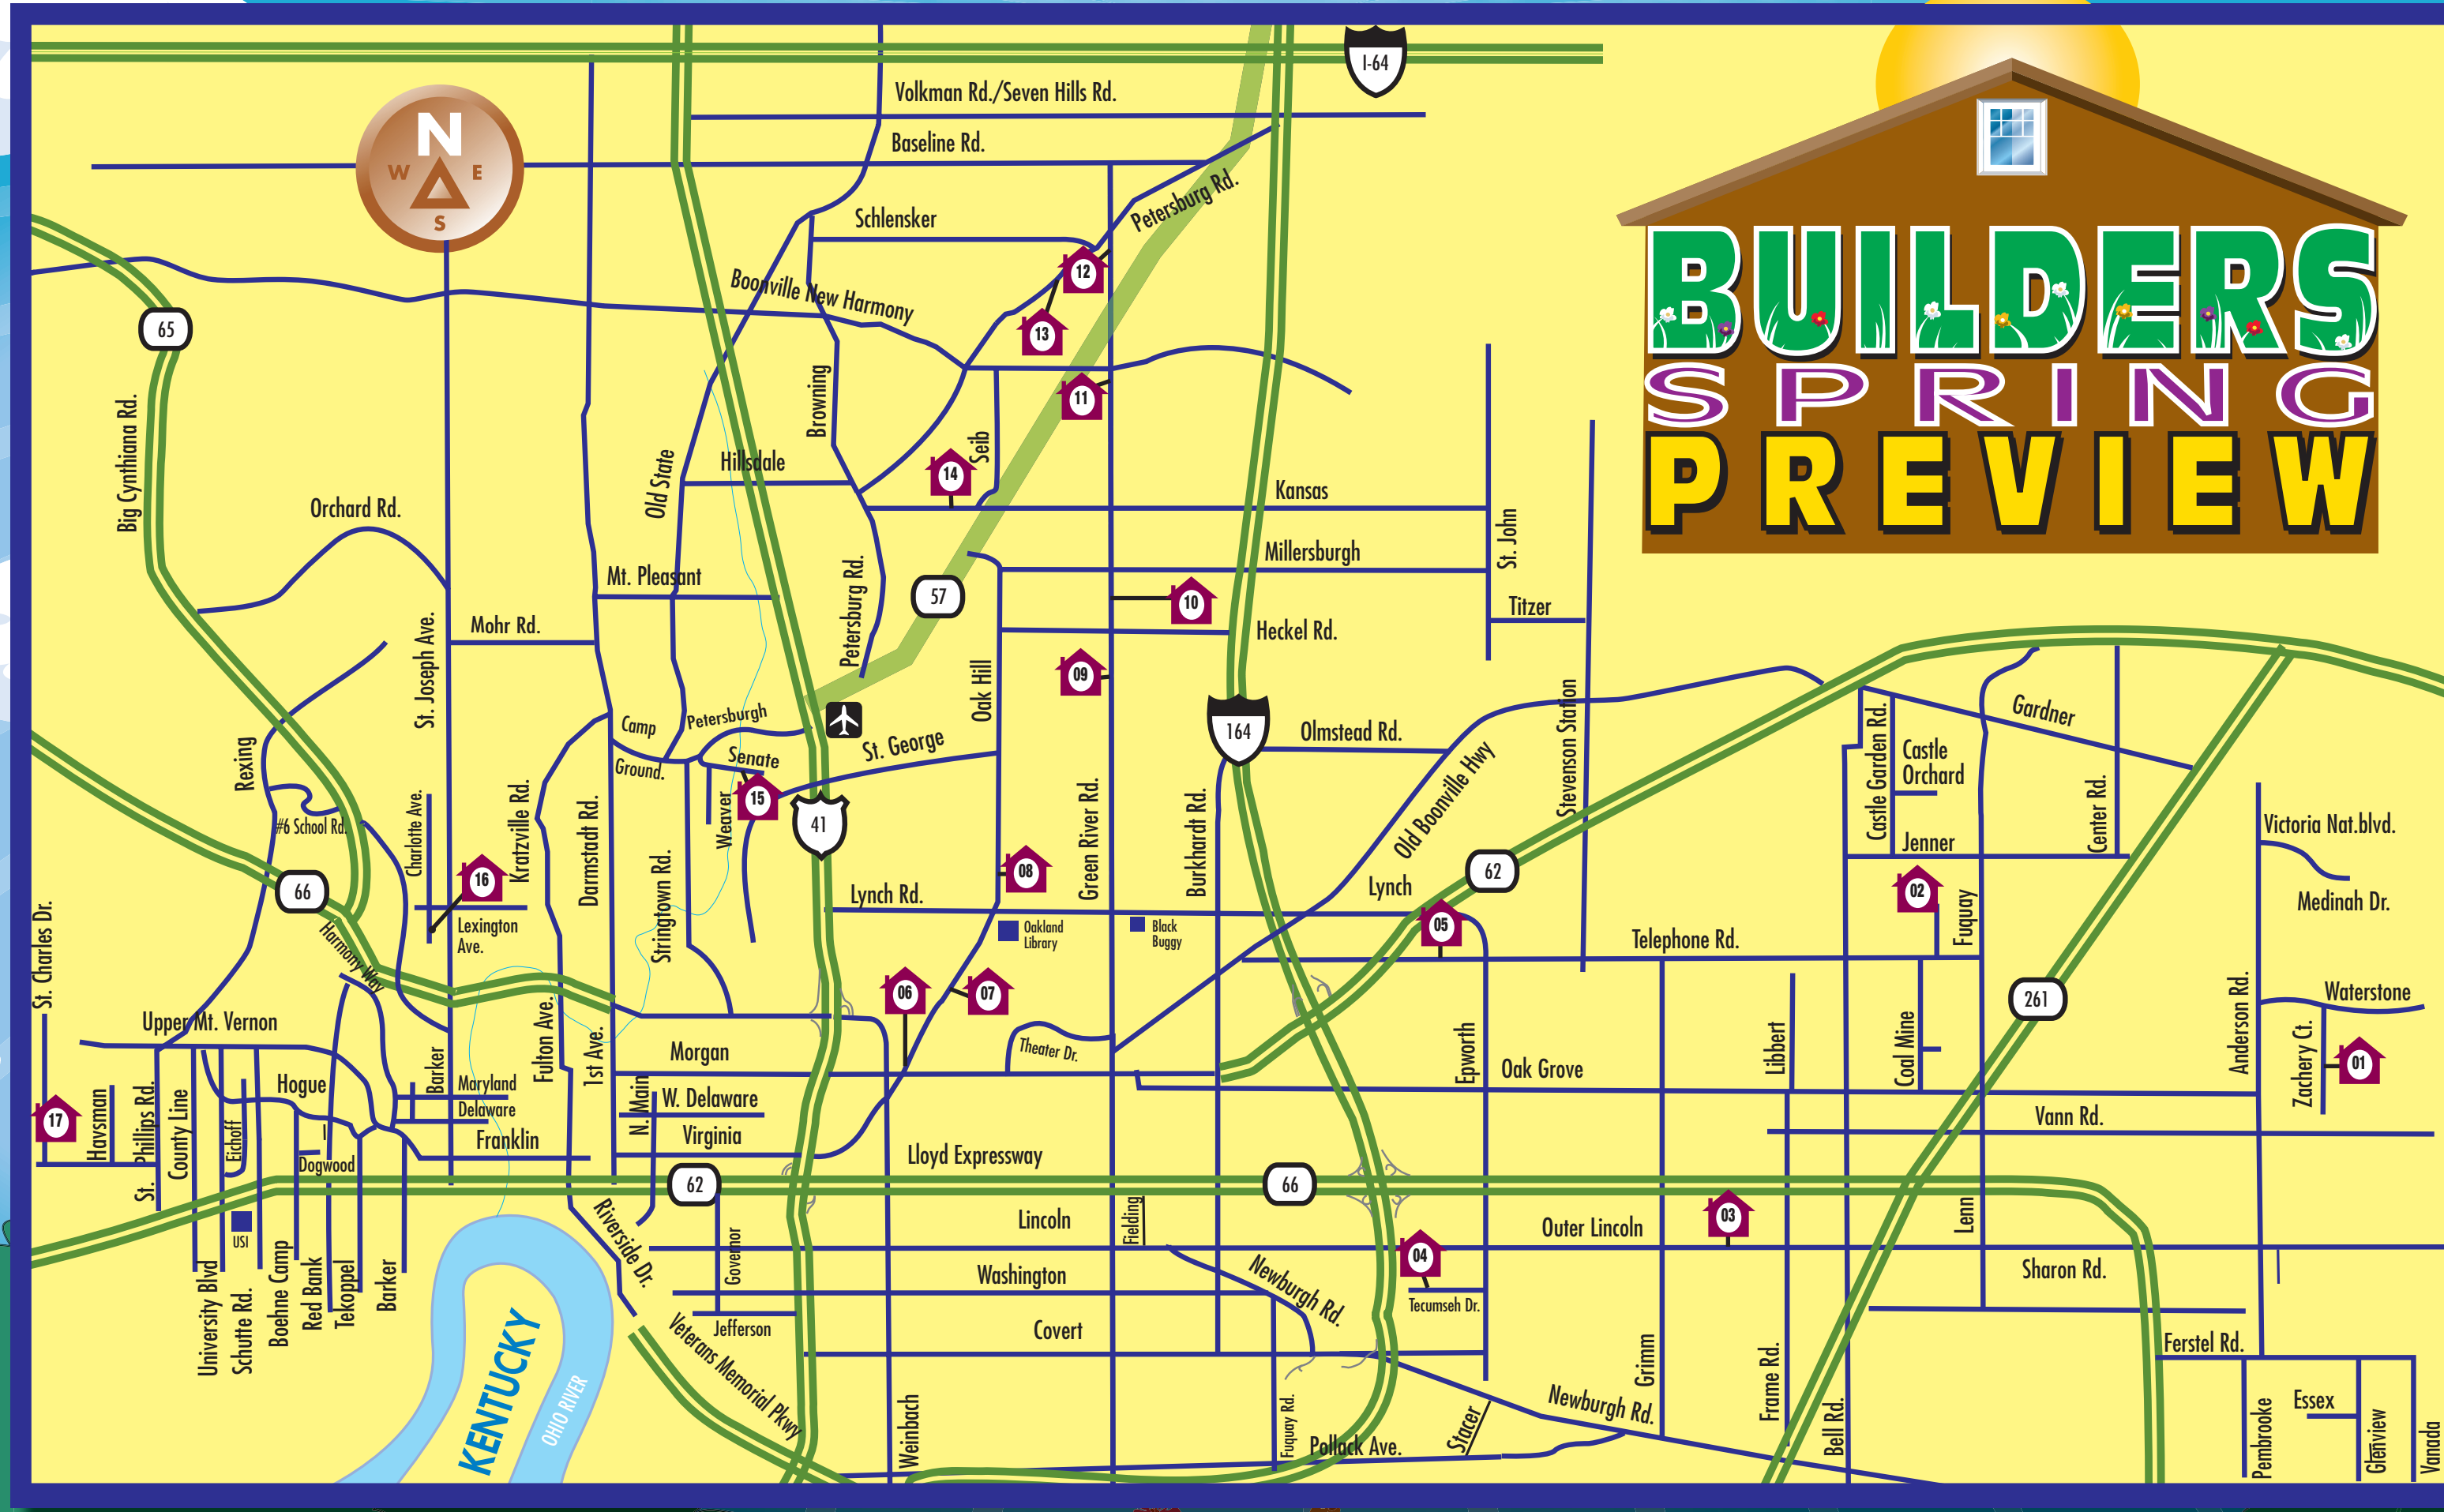 I-64
Volkman Rd./Seven Hills Rd.
Baseline Rd.
N
W
E
S
Schlensker
Petersburg Rd.
BUILDERS
SPRING
PREVIEW
12
Boonville New Harmony
13
65
11
Big Cynthiana Rd.
Browning
Seib
Old State
Hillsdale
14
Kansas
Orchard Rd.
St. John
Millersburgh
Mt. Pleasant
57
10
Titzer
Petersburg Rd.
Mohr Rd.
St. Joseph Ave.
Heckel Rd.
09
Oak Hill
Stevenson Station
Gardner
Camp
Ground.
Petersburgh
Senate
St. George
164
Olmstead Rd.
Old Boonville Hwy
Castle Garden Rd.
Castle
Orchard
Center Rd.
Rexing
#6 School Rd.
Charlotte Ave.
Kratzville Rd.
Darmstadt Rd.
Weaver
15
41
Green River Rd.
Burkhardt Rd.
Jenner
Victoria Nat.blvd.
Medinah Dr.
66
16
Stringtown Rd.
08
Lynch Rd.
Lynch
62
02
Fuquay
St. Charles Dr.
Harmony Way
Lexington
Ave.
Oakland
Library
Black
Buggy
05
Telephone Rd.
06
07
261
Anderson Rd.
Waterstone
Upper Mt. Vernon
Fulton Ave.
1st Ave.
Morgan
Theater Dr.
Epworth
Oak Grove
Libbert
Coal Mine
Zachery Ct.
01
17
Havsman
St. Phillips Rd.
County Line
Eichoff
Hogue
Barker
Maryland
Delaware
Franklin
N. Main
W. Delaware
Virginia
Vann Rd.
I
Dogwood
Lloyd Expressway
62
66
USI
University Blvd
Schutte Rd.
Boehne Camp
Red Bank
Tekoppel
Barker
Riverside Dr.
Governor
Lincoln
Fielding
Outer Lincoln
03
Lenn
04
Tecumseh Dr.
Washington
Newburgh Rd.
Sharon Rd.
Jefferson
Covert
Veterans Memorial Pkwy
KENTUCKY
OHIO RIVER
Weinbach
Fuquay Rd.
Pollack Ave.
Stacer
Newburgh Rd.
Grimm
Frame Rd.
Bell Rd.
Ferstel Rd.
Pembrooke
Essex
Glenview
Vanada